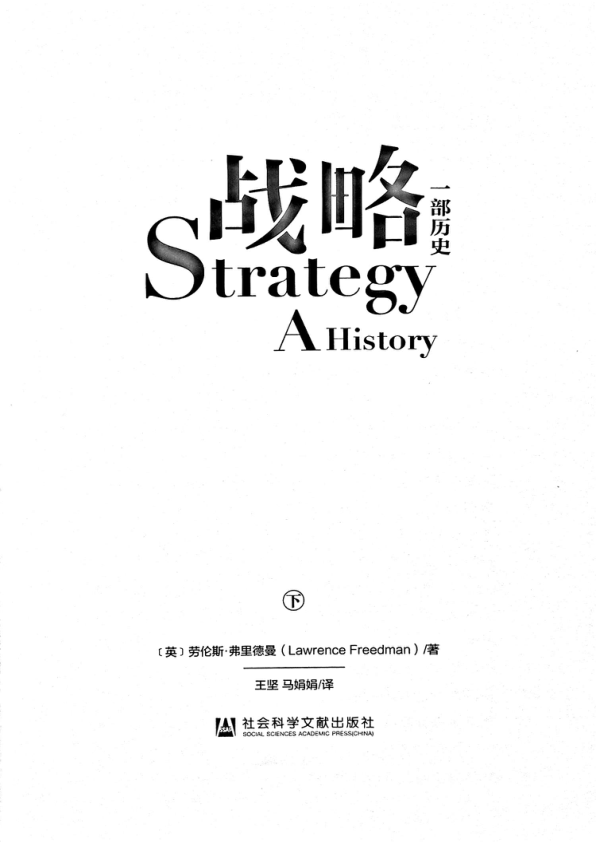 战略
一部历史
Strategy
A History
下
〔英〕劳伦斯·弗里德曼（Lawrence Freedman）/著
王坚 马娟娟/译
SSAP
社会科学文献出版社
SOCIAL SCIENCES ACADEMIC PRESS(CHINA)